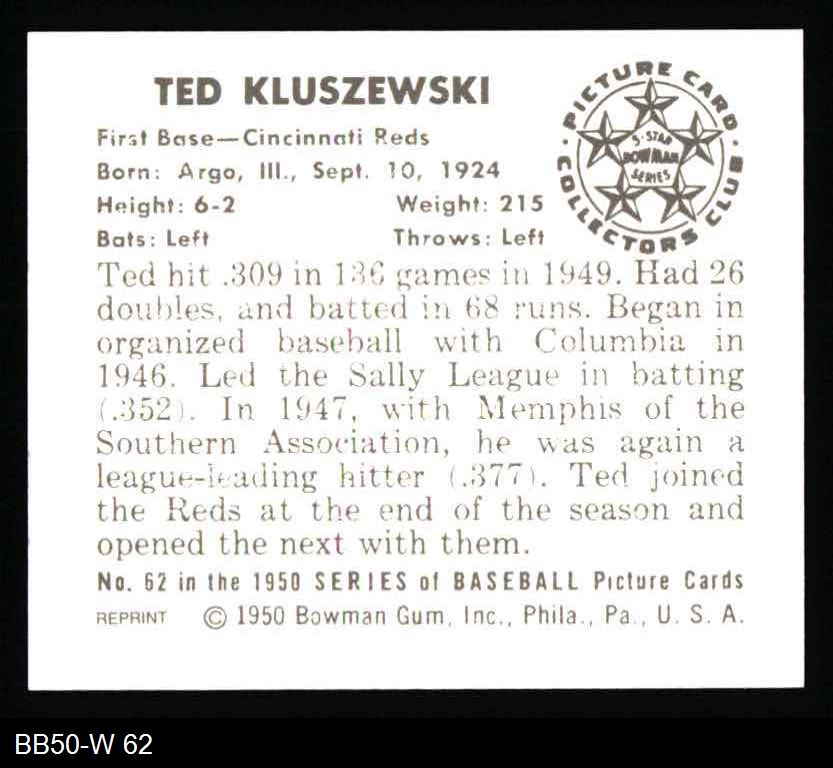 TED KLUSZEWSKI
First Base—Cincinnati Reds
Born: Argo, Ill., Sept. 10, 1924
Height: 6-2 Weight: 215
Bats: Left Throws: Left
· PICTURE CARD ·
COLLECTORS CLUB
5-STAR
BOWMAN
SERIES
Ted hit .309 in 136 games in 1949. Had 26
doubles, and batted in 68 runs. Began in
organized baseball with Columbia in
1946. Led the Sally League in batting
(.352). In 1947, with Memphis of the
Southern Association, he was again a
league-leading hitter (.377). Ted joined
the Reds at the end of the season and
opened the next with them.
No. 62 in the 1950 SERIES of BASEBALL Picture Cards
REPRINT © 1950 Bowman Gum, Inc., Phila., Pa., U. S. A.
BB50-W 62